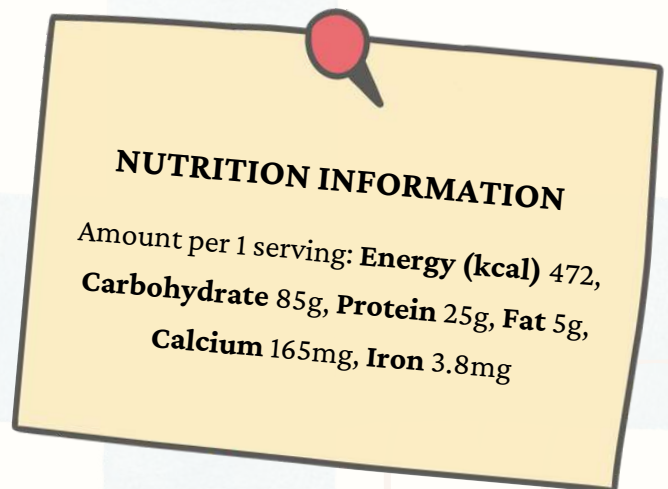 NUTRITION INFORMATION
Amount per 1 serving: Energy (kcal) 472,
Carbohydrate 85g, Protein 25g, Fat 5g,
Calcium 165mg, Iron 3.8mg